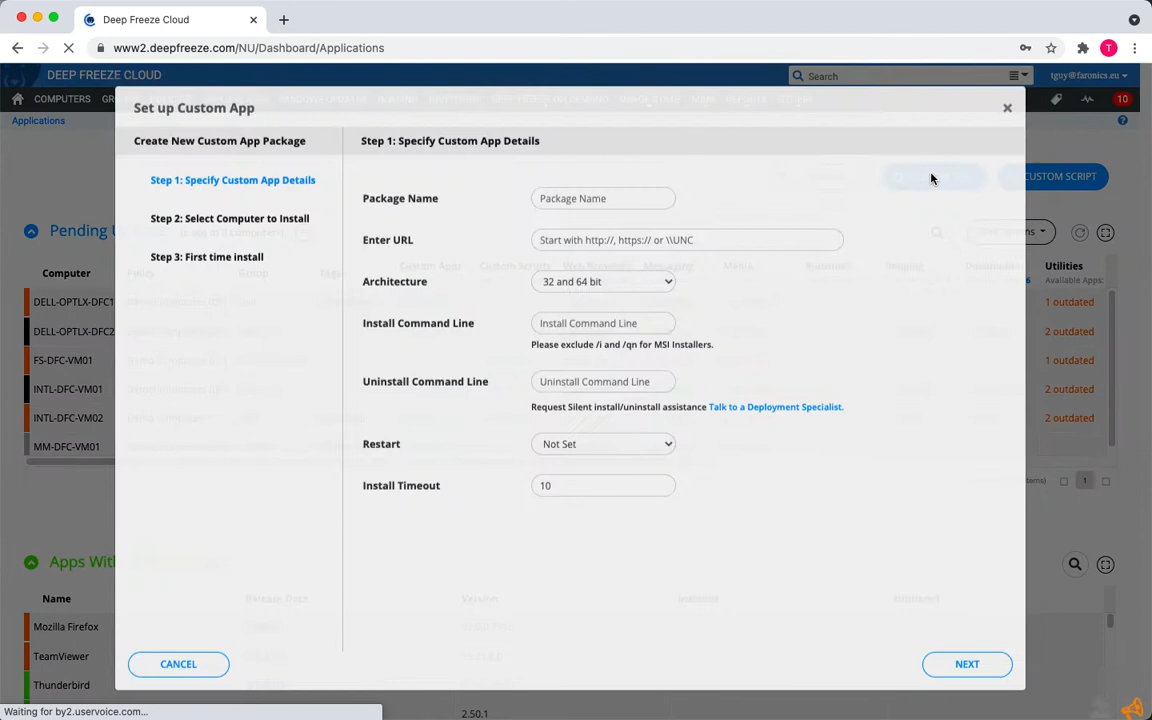 Deep Freeze Cloud
www2.deepfreeze.com/NU/Dashboard/Applications
T
DEEP FREEZE CLOUD
Search
tguy@faronics.eu
COMPUTERS
10
Applications
Set up Custom App
Create New Custom App Package
Step 1: Specify Custom App Details
Step 1: Specify Custom App Details
Step 2: Select Computer to Install
Step 3: First time install
Package Name
Package Name
CUSTOM SCRIPT
Enter URL
Start with http://, https:// or \\UNC
Architecture
32 and 64 bit
Install Command Line
Install Command Line
Please exclude /i and /qn for MSI Installers.
Uninstall Command Line
Uninstall Command Line
Request Silent install/uninstall assistance Talk to a Deployment Specialist.
Restart
Not Set
Install Timeout
10
Pending
Computer
Utilities
Available Apps:
DELL-OPTLX-DFC1
1 outdated
DELL-OPTLX-DFC2
2 outdated
FS-DFC-VM01
1 outdated
INTL-DFC-VM01
2 outdated
INTL-DFC-VM02
2 outdated
MM-DFC-VM01
1
Apps
Name
Mozilla Firefox
TeamViewer
Thunderbird
2.50.1
CANCEL
NEXT
Waiting for by2.uservoice.com...